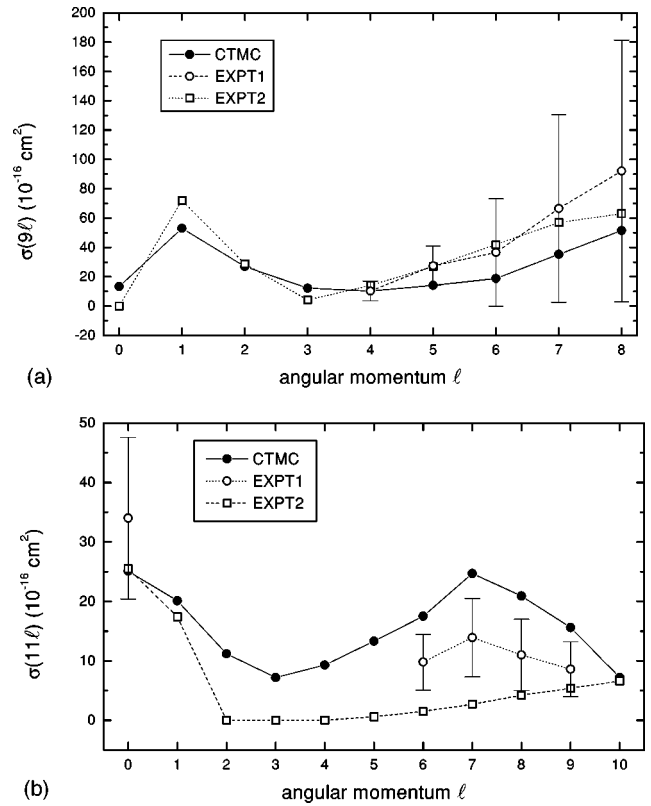 200
180
160
140
120
100
80
60
40
20
0
-20
σ(9ℓ) (10⁻¹⁶ cm²)
CTMC
EXPT1
EXPT2
0 1 2 3 4 5 6 7 8
(a) angular momentum ℓ
50
40
30
20
10
0
σ(11ℓ) (10⁻¹⁶ cm²)
CTMC
EXPT1
EXPT2
0 1 2 3 4 5 6 7 8 9 10
(b) angular momentum ℓ